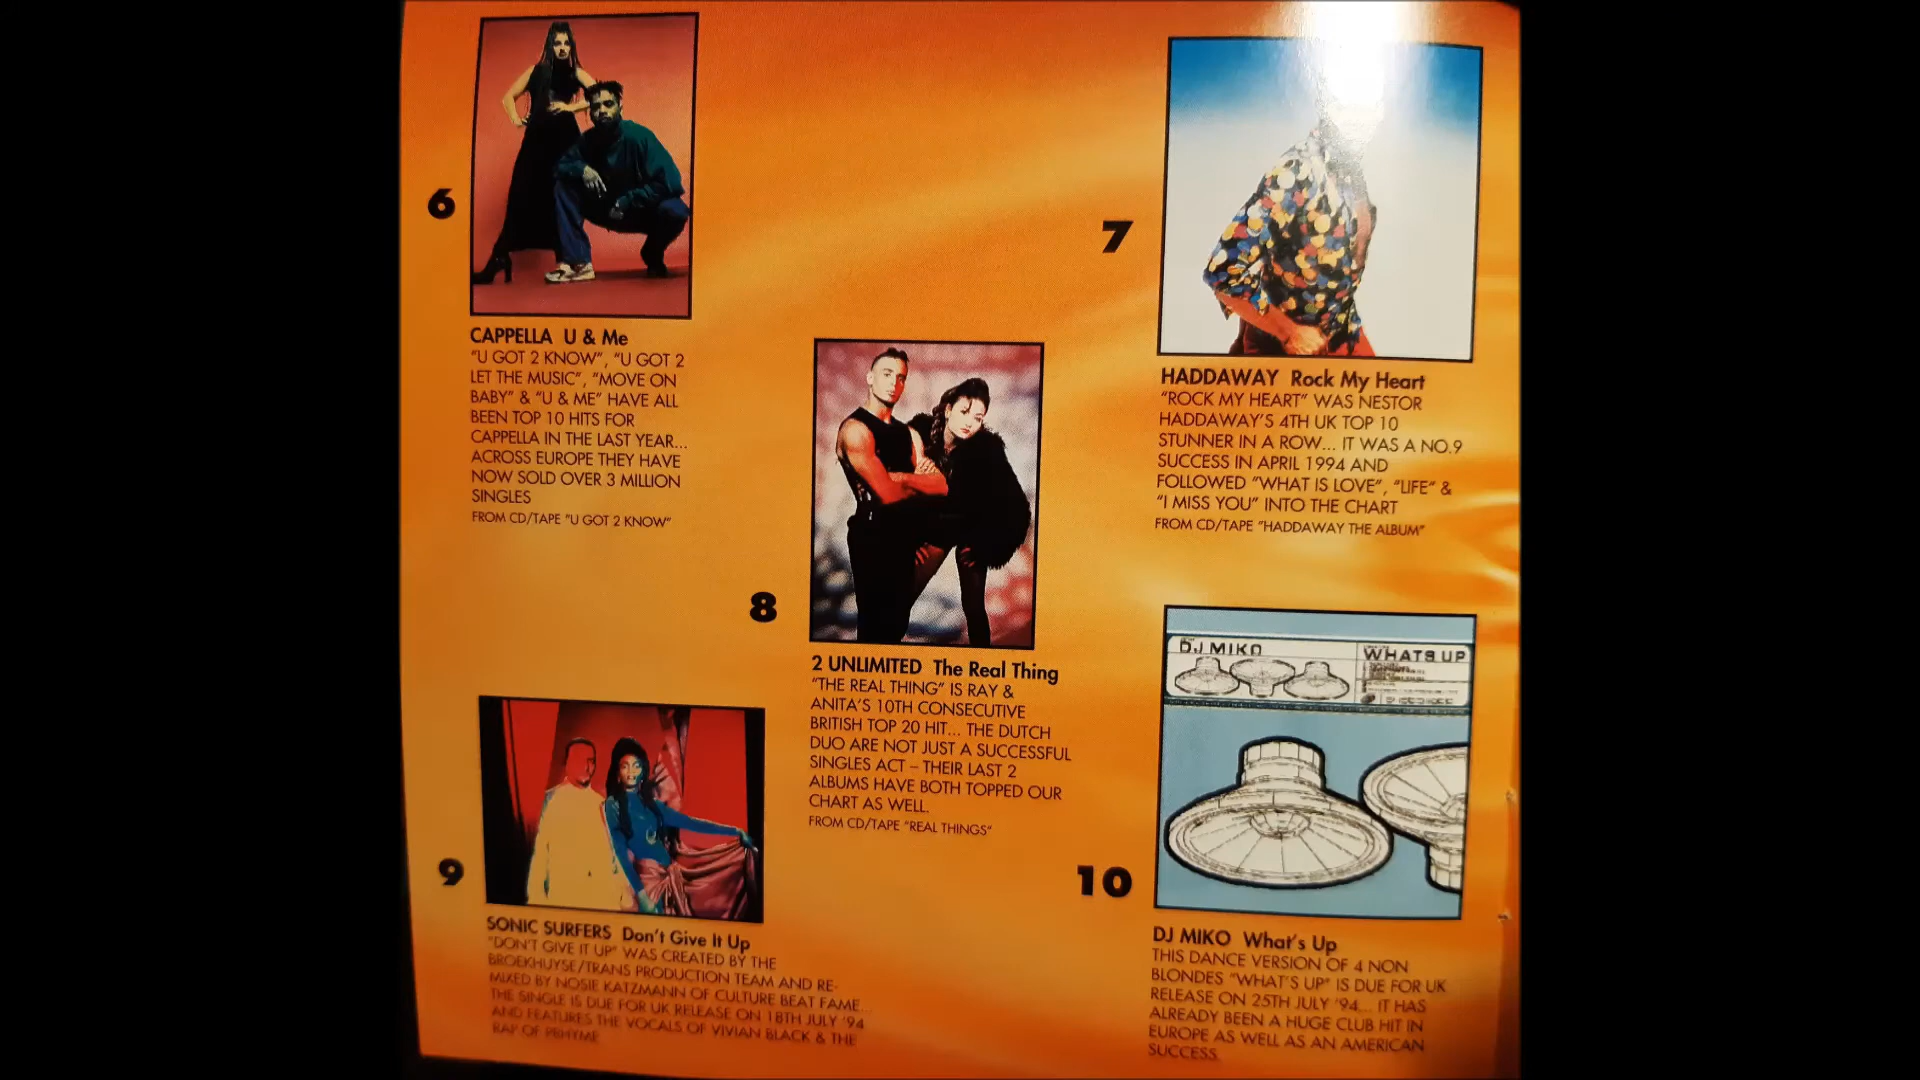 6
CAPPELLA U & Me
"U GOT 2 KNOW", "U GOT 2
LET THE MUSIC", "MOVE ON
BABY" & "U & ME" HAVE ALL
BEEN TOP 10 HITS FOR
CAPPELLA IN THE LAST YEAR...
ACROSS EUROPE THEY HAVE
NOW SOLD OVER 3 MILLION
SINGLES
FROM CD/TAPE "U GOT 2 KNOW"
7
HADDAWAY Rock My Heart
"ROCK MY HEART" WAS NESTOR
HADDAWAY'S 4TH UK TOP 10
STUNNER IN A ROW... IT WAS A NO.9
SUCCESS IN APRIL 1994 AND
FOLLOWED "WHAT IS LOVE", "LIFE" &
"I MISS YOU" INTO THE CHART
FROM CD/TAPE "HADDAWAY THE ALBUM"
8
2 UNLIMITED The Real Thing
"THE REAL THING" IS RAY &
ANITA'S 10TH CONSECUTIVE
BRITISH TOP 20 HIT... THE DUTCH
DUO ARE NOT JUST A SUCCESSFUL
SINGLES ACT – THEIR LAST 2
ALBUMS HAVE BOTH TOPPED OUR
CHART AS WELL.
FROM CD/TAPE "REAL THINGS"
9
SONIC SURFERS Don't Give It Up
"DON'T GIVE IT UP" WAS CREATED BY THE
BROEKHUYSE/TRANS PRODUCTION TEAM AND RE-
MIXED BY NOSIE KATZMANN OF CULTURE BEAT FAME...
THE SINGLE IS DUE FOR UK RELEASE ON 18TH JULY '94
AND FEATURES THE VOCALS OF VIVIAN BLACK & THE
RAP OF
10
DJ MIKO
WHATS UP
DJ MIKO What's Up
THIS DANCE VERSION OF 4 NON
BLONDES "WHAT'S UP" IS DUE FOR UK
RELEASE ON 25TH JULY '94... IT HAS
ALREADY BEEN A HUGE CLUB HIT IN
EUROPE AS WELL AS AN AMERICAN
SUCCESS.